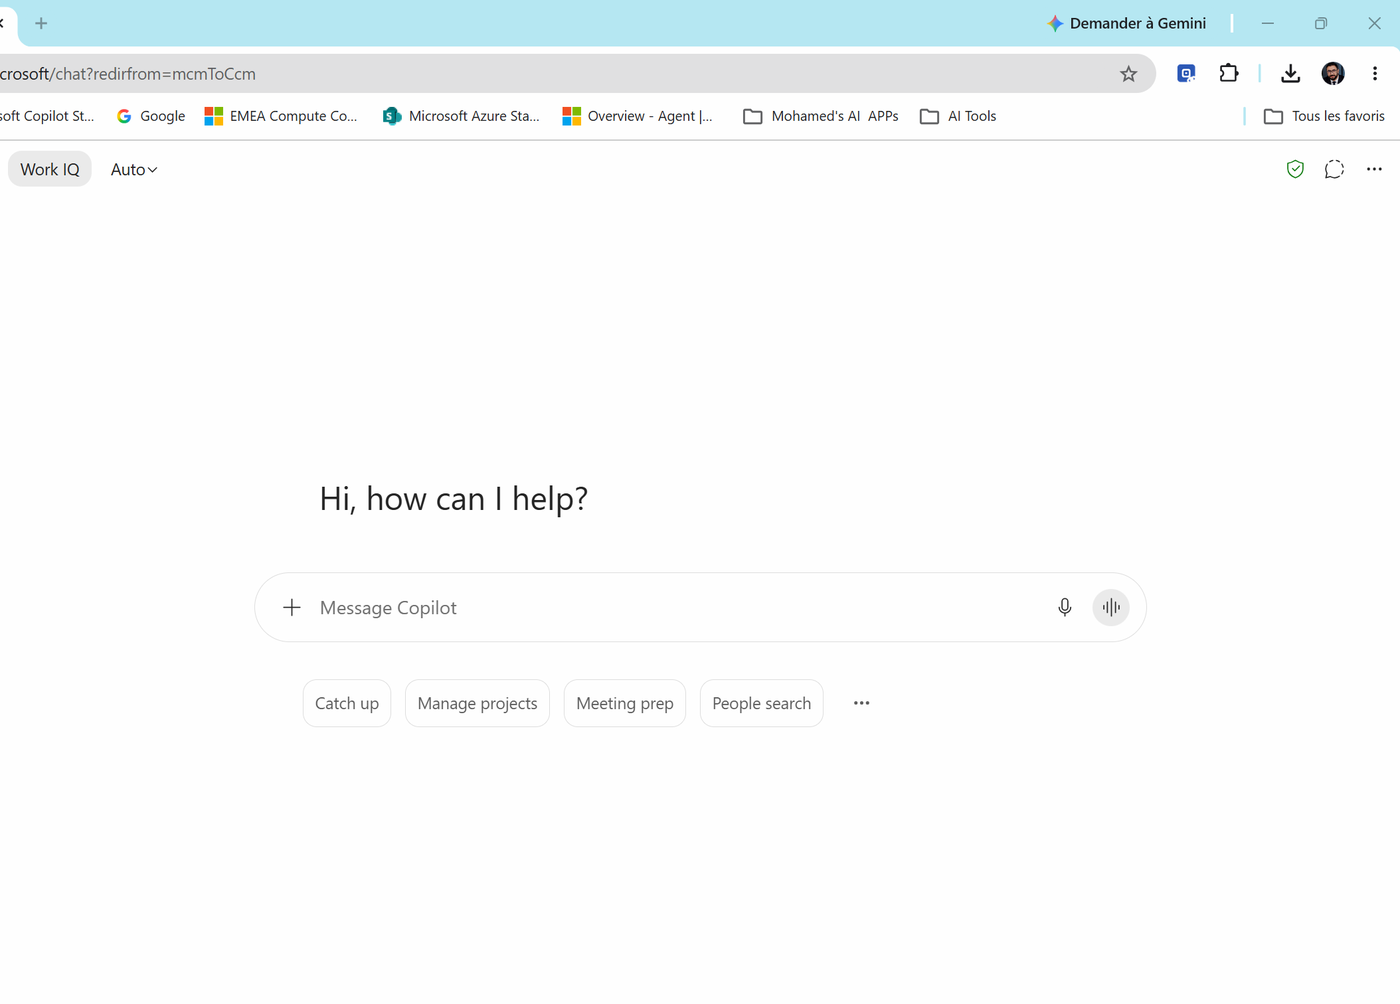 Demander à Gemini
crosoft/chat?redirfrom=mcmToCcm
soft Copilot St... Google EMEA Compute Co... Microsoft Azure Sta... Overview - Agent |... Mohamed's AI APPs AI Tools Tous les favoris
Work IQ Auto
Hi, how can I help?
Message Copilot
Catch up Manage projects Meeting prep People search ...